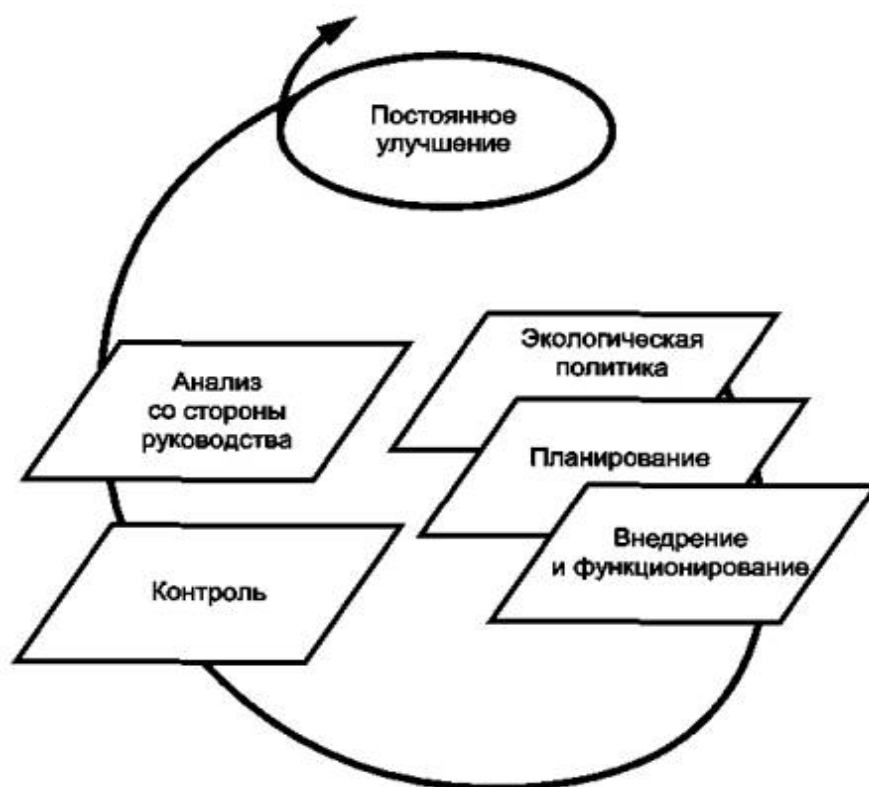 Постоянное
улучшение
Экологическая
политика
Планирование
Внедрение
и функционирование
Анализ
со стороны
руководства
Контроль